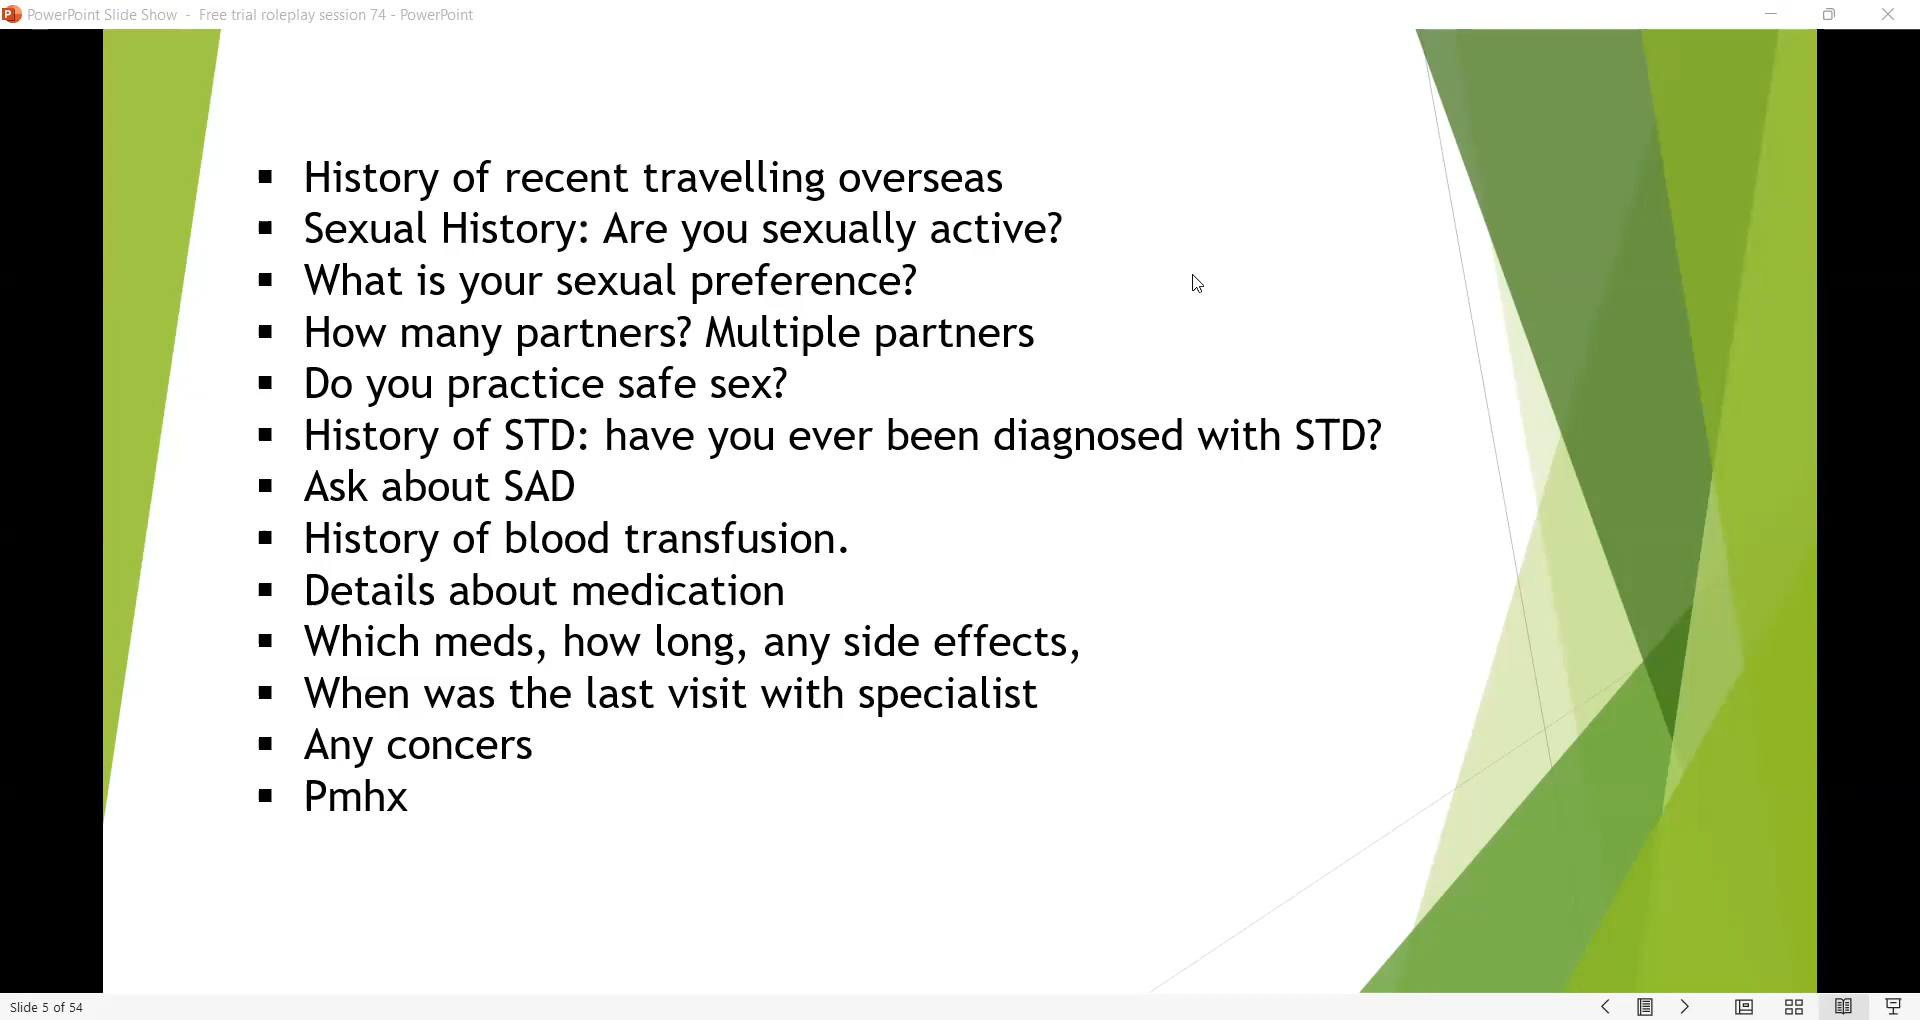 PowerPoint Slide Show - Free trial roleplay session 74 - PowerPoint
▪ History of recent travelling overseas
▪ Sexual History: Are you sexually active?
▪ What is your sexual preference?
▪ How many partners? Multiple partners
▪ Do you practice safe sex?
▪ History of STD: have you ever been diagnosed with STD?
▪ Ask about SAD
▪ History of blood transfusion.
▪ Details about medication
▪ Which meds, how long, any side effects,
▪ When was the last visit with specialist
▪ Any concers
▪ Pmhx
Slide 5 of 54